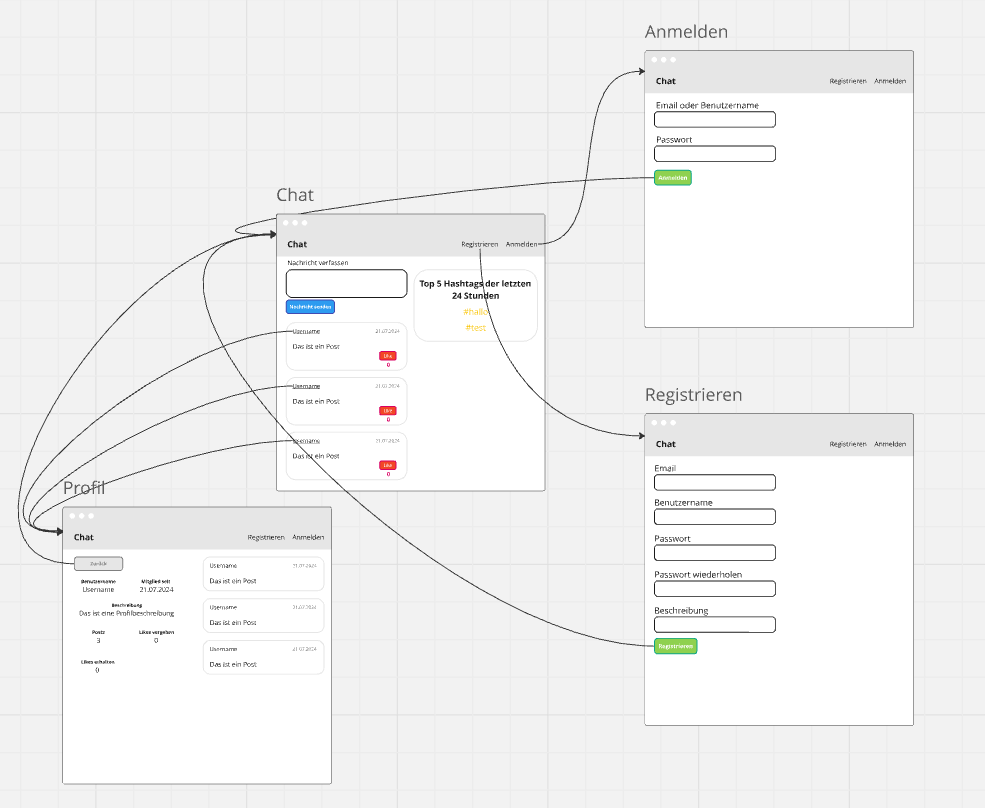 Anmelden
Chat
Registrieren Anmelden
Email oder Benutzername
Passwort
Anmelden
Chat
Chat
Registrieren Anmelden
Nachricht verfassen
Nachricht senden
Top 5 Hashtags der letzten
24 Stunden
#hallo
#test
Username 21.07.2024
Das ist ein Post
Like
0
Username 21.07.2024
Das ist ein Post
Like
0
Username 21.07.2024
Das ist ein Post
Like
0
Registrieren
Chat
Registrieren Anmelden
Email
Benutzername
Passwort
Passwort wiederholen
Beschreibung
Registrieren
Profil
Chat
Registrieren Anmelden
Zurück
Benutzername Mitglied seit
Username 21.07.2024
Beschreibung
Das ist eine Profilbeschreibung
Posts Likes vergeben
3 0
Likes erhalten
0
Username 21.07.2024
Das ist ein Post
Username 21.07.2024
Das ist ein Post
Username 21.07.2024
Das ist ein Post